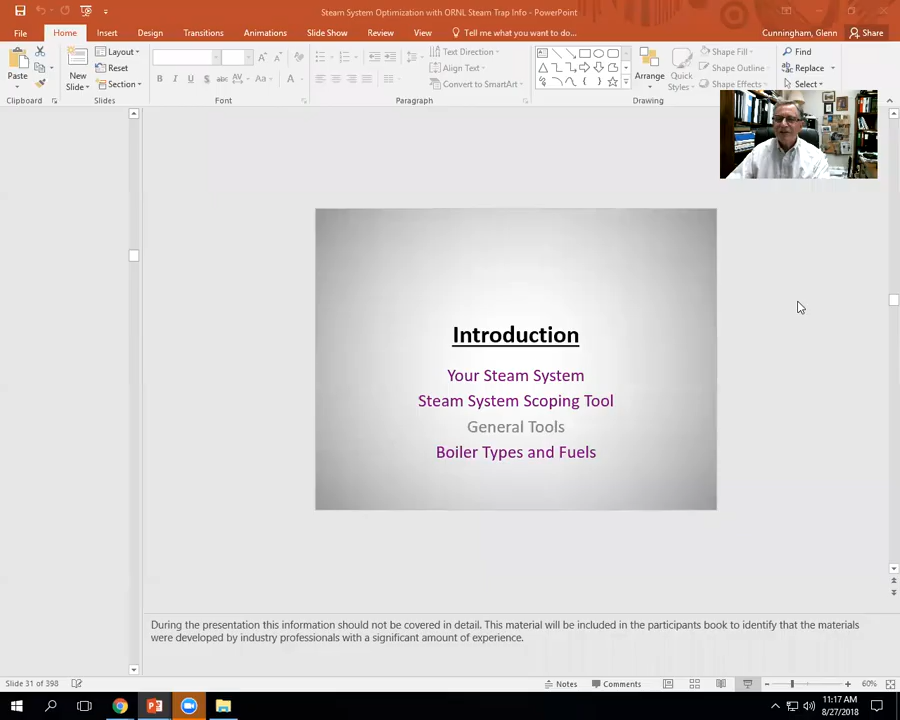 Steam System Optimization with ORNL Steam Trap Info - PowerPoint
File Home Insert Design Transitions Animations Slide Show Review View Tell me what you want to do... Cunningham, Glenn Share
Paste
New
Slide
Layout
Reset
Section
Text Direction
Align Text
Convert to SmartArt
Arrange
Quick
Styles
Shape Fill
Shape Outline
Shape Effects
Find
Replace
Select
Clipboard Slides Font Paragraph Drawing
Introduction
Your Steam System
Steam System Scoping Tool
General Tools
Boiler Types and Fuels
During the presentation this information should not be covered in detail. This material will be included in the participants book to identify that the materials
were developed by industry professionals with a significant amount of experience.
Slide 31 of 398 Notes Comments 60%
11:17 AM
8/27/2018